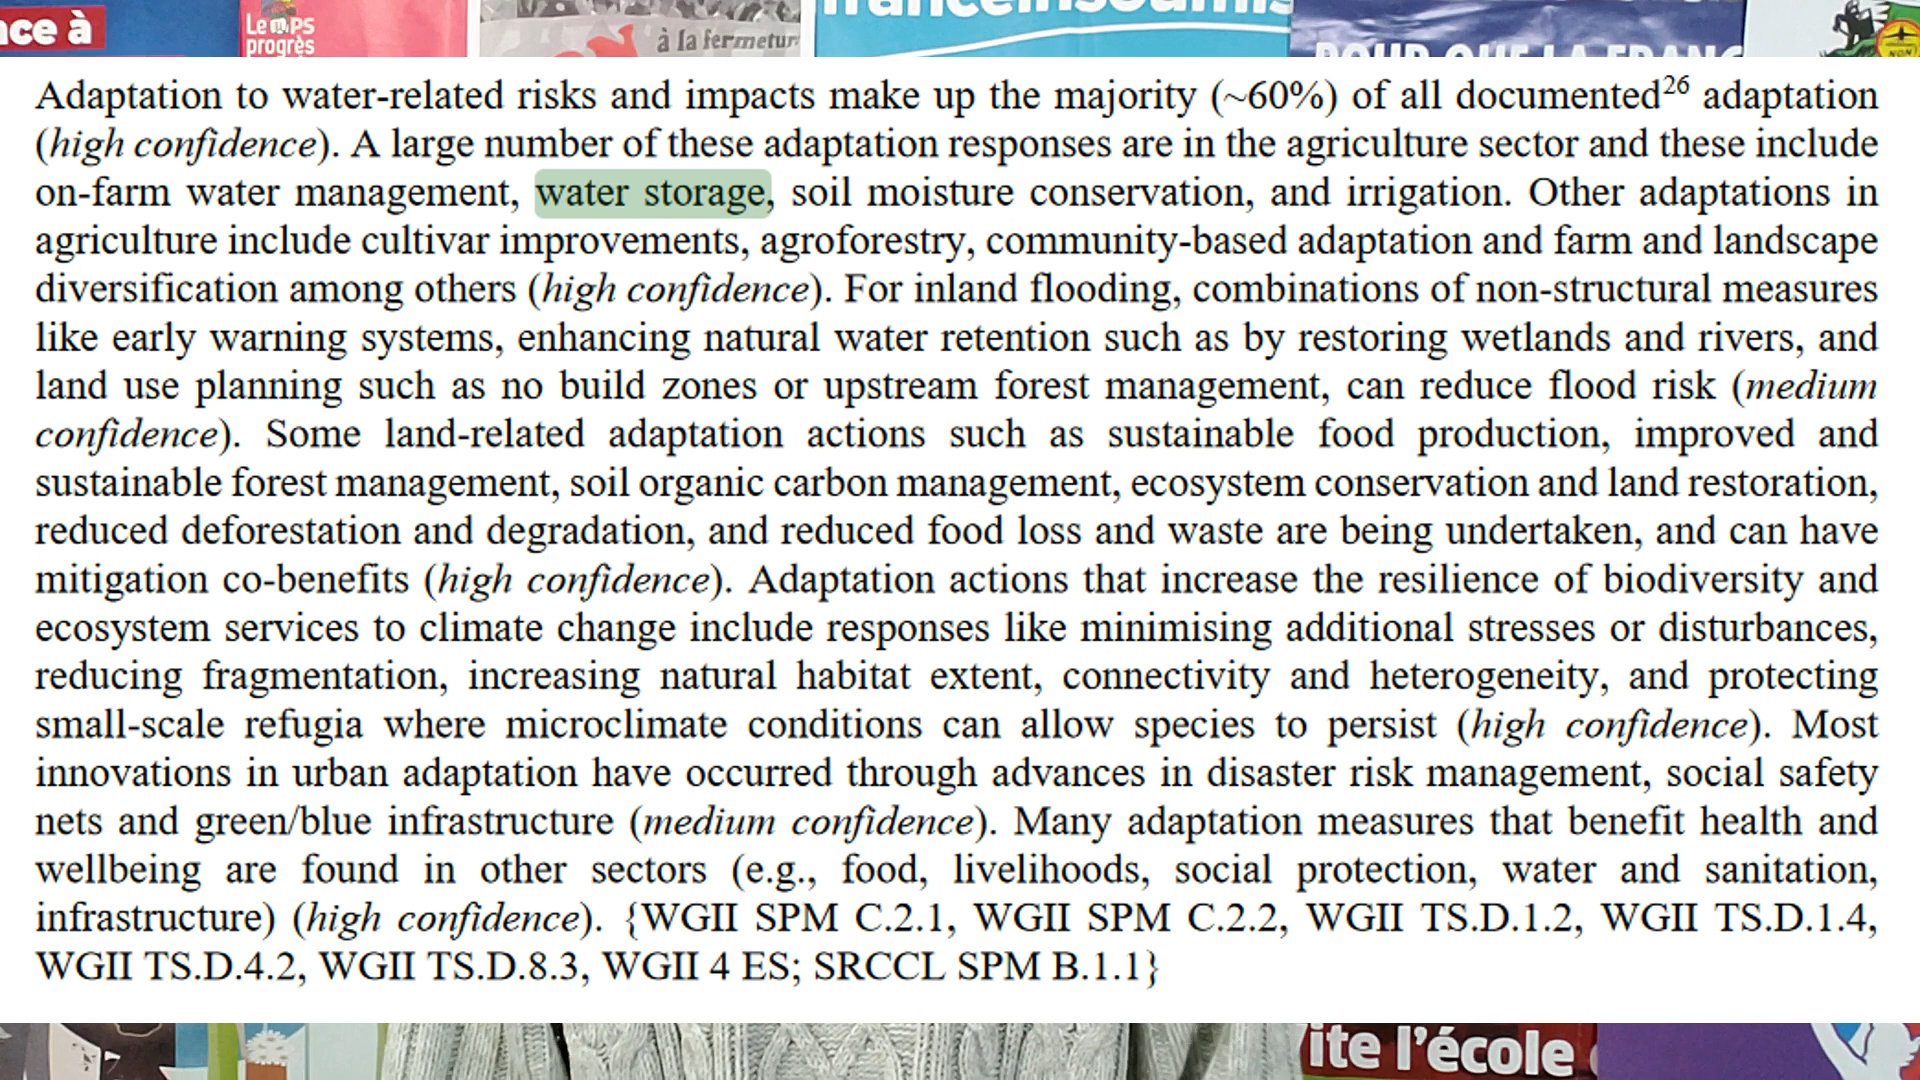 nce à
Le mps
progrès
à la fermetur
franceinsoumis
POUR QUE LA FRANC
NON
Adaptation to water-related risks and impacts make up the majority (~60%) of all documented26 adaptation
(high confidence). A large number of these adaptation responses are in the agriculture sector and these include
on-farm water management, water storage, soil moisture conservation, and irrigation. Other adaptations in
agriculture include cultivar improvements, agroforestry, community-based adaptation and farm and landscape
diversification among others (high confidence). For inland flooding, combinations of non-structural measures
like early warning systems, enhancing natural water retention such as by restoring wetlands and rivers, and
land use planning such as no build zones or upstream forest management, can reduce flood risk (medium
confidence). Some land-related adaptation actions such as sustainable food production, improved and
sustainable forest management, soil organic carbon management, ecosystem conservation and land restoration,
reduced deforestation and degradation, and reduced food loss and waste are being undertaken, and can have
mitigation co-benefits (high confidence). Adaptation actions that increase the resilience of biodiversity and
ecosystem services to climate change include responses like minimising additional stresses or disturbances,
reducing fragmentation, increasing natural habitat extent, connectivity and heterogeneity, and protecting
small-scale refugia where microclimate conditions can allow species to persist (high confidence). Most
innovations in urban adaptation have occurred through advances in disaster risk management, social safety
nets and green/blue infrastructure (medium confidence). Many adaptation measures that benefit health and
wellbeing are found in other sectors (e.g., food, livelihoods, social protection, water and sanitation,
infrastructure) (high confidence). {WGII SPM C.2.1, WGII SPM C.2.2, WGII TS.D.1.2, WGII TS.D.1.4,
WGII TS.D.4.2, WGII TS.D.8.3, WGII 4 ES; SRCCL SPM B.1.1}
ite l'école